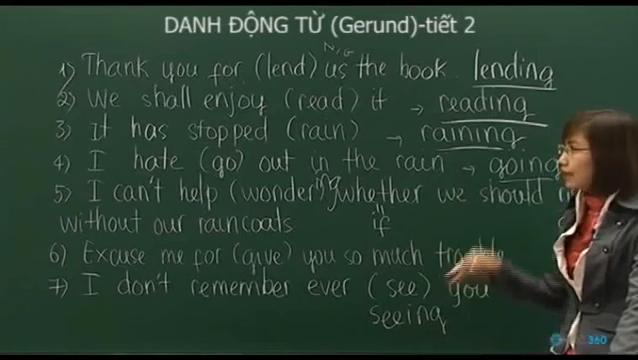 DANH ĐỘNG TỪ (Gerund)-tiết 2
N, G
1) Thank you for (lend) us the book. lending
2) We shall enjoy (read) it → reading
3) It has stopped (rain) → raining
4) I hate (go) out in the rain → going
5) I can't help (wonder) ing whether we should
without our raincoats if
6) Excuse me for (give) you so much trouble
7) I don't remember ever (see) you
seeing
360